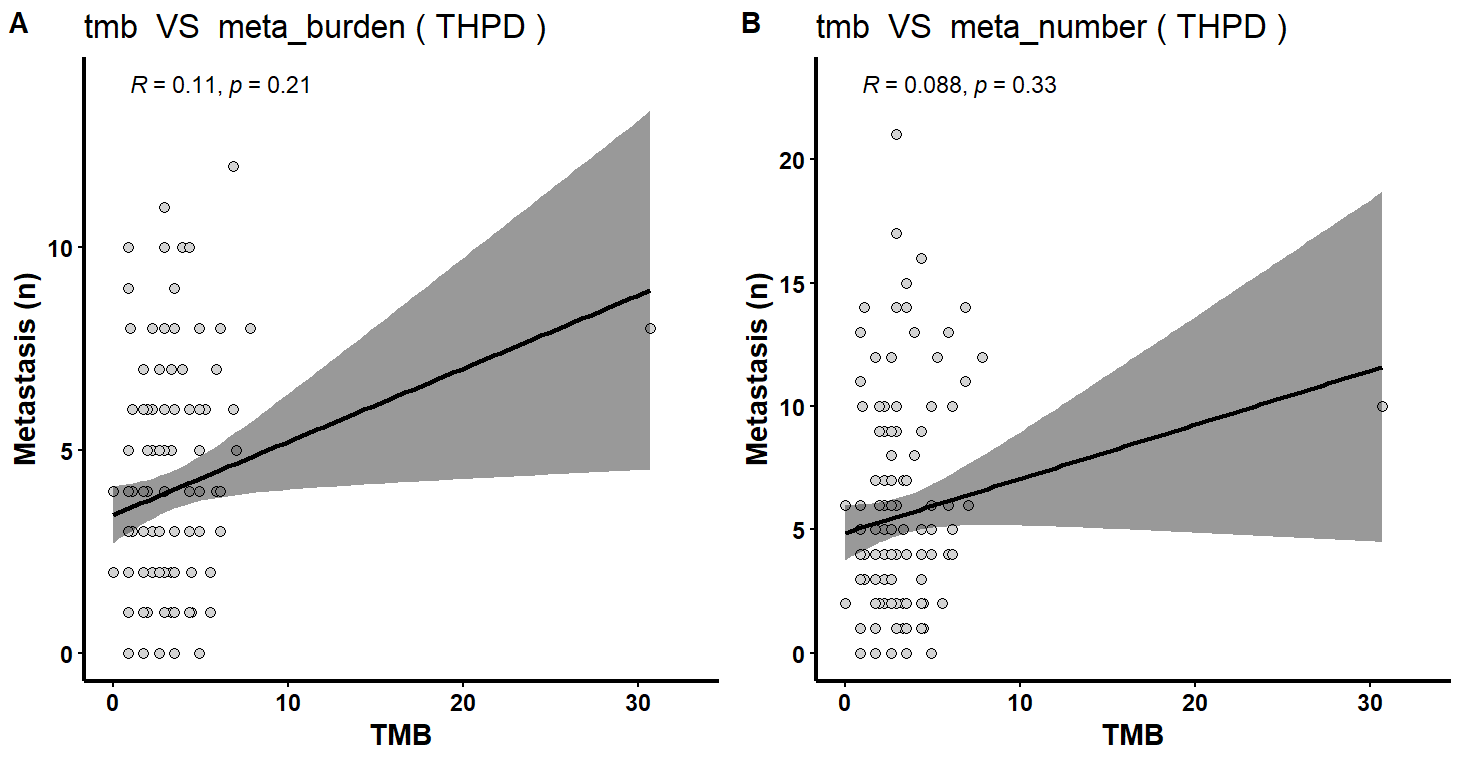 A
tmb VS meta_burden ( THPD )
R = 0.11, p = 0.21
Metastasis (n)
10
5
0
0 10 20 30
TMB
B
tmb VS meta_number ( THPD )
R = 0.088, p = 0.33
Metastasis (n)
20
15
10
5
0
0 10 20 30
TMB